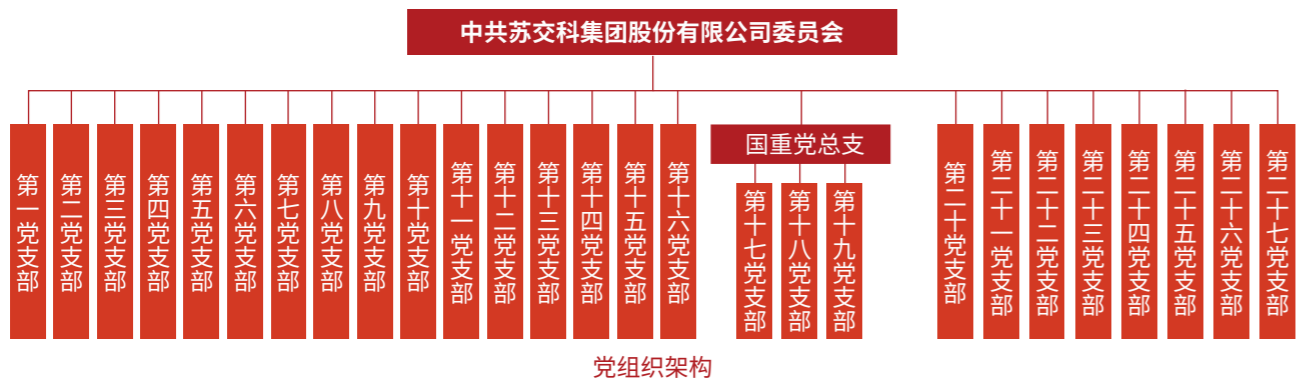 中共苏交科集团股份有限公司委员会
第一党支部
第二党支部
第三党支部
第四党支部
第五党支部
第六党支部
第七党支部
第八党支部
第九党支部
第十党支部
第十一党支部
第十二党支部
第十三党支部
第十四党支部
第十五党支部
第十六党支部
国重党总支
第十七党支部
第十八党支部
第十九党支部
第二十党支部
第二十一党支部
第二十二党支部
第二十三党支部
第二十四党支部
第二十五党支部
第二十六党支部
第二十七党支部
党组织架构